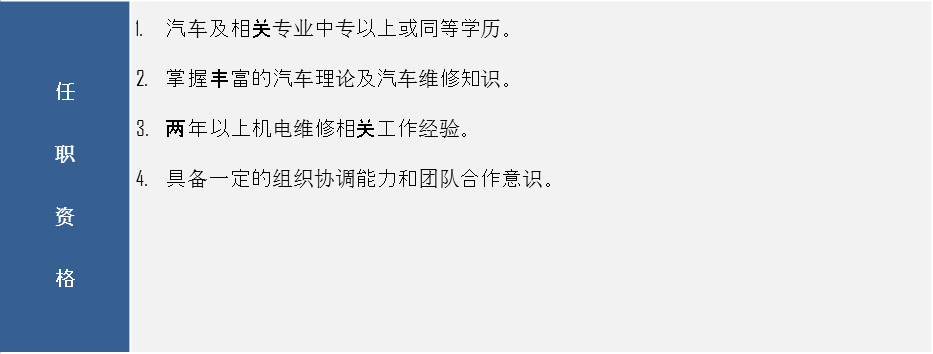 任职资格
1. 汽车及相关专业中专以上或同等学历。
2. 掌握丰富的汽车理论及汽车维修知识。
3. 两年以上机电维修相关工作经验。
4. 具备一定的组织协调能力和团队合作意识。